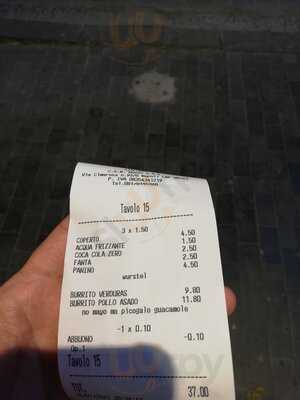 Tavolo 15
3 x 1.50
COPERTO 4.50
ACQUA FRIZZANTE 1.50
COCA COLA ZERO 2.50
FANTA 2.50
PANINO 4.50
wurstel
BURRITO VERDURAS 9.80
BURRITO POLLO ASADO 11.80
no mayo ma picogalo guacamole
-1 x 0.10
ABBUONO -0.10
Op.1
Tavolo 15
37.00